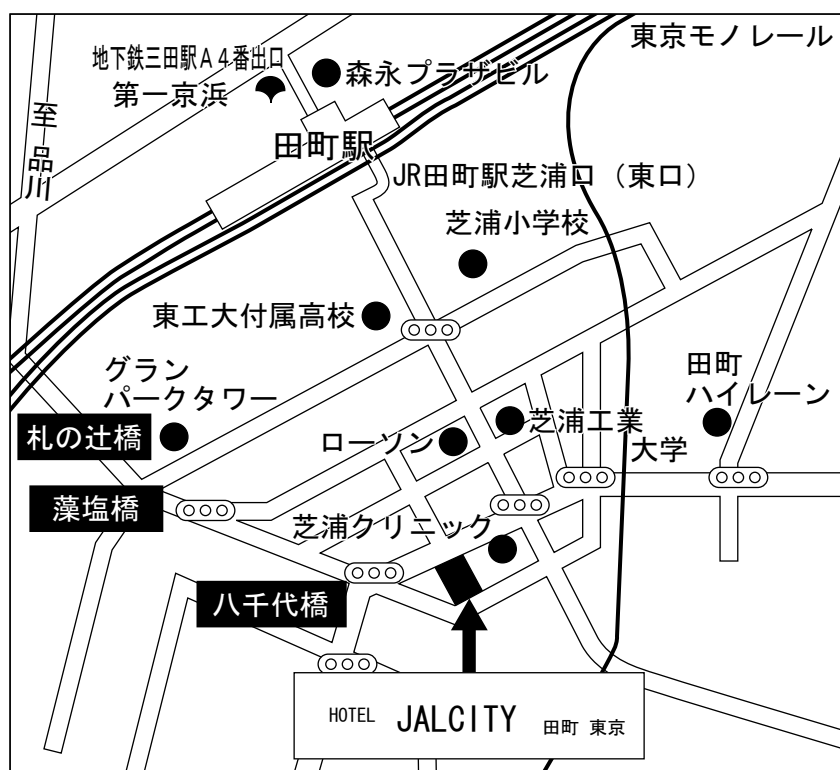 東京モノレール
地下鉄三田駅A4番出口
森永プラザビル
第一京浜
至 品川
田町駅
JR田町駅芝浦口（東口）
芝浦小学校
東工大付属高校
グラン
パークタワー
田町
ハイレーン
札の辻橋
ローソン
芝浦工業
大学
藻塩橋
芝浦クリニック
八千代橋
HOTEL JALCITY 田町 東京